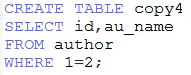 CREATE TABLE copy4
SELECT id,au_name
FROM author
WHERE 1=2;